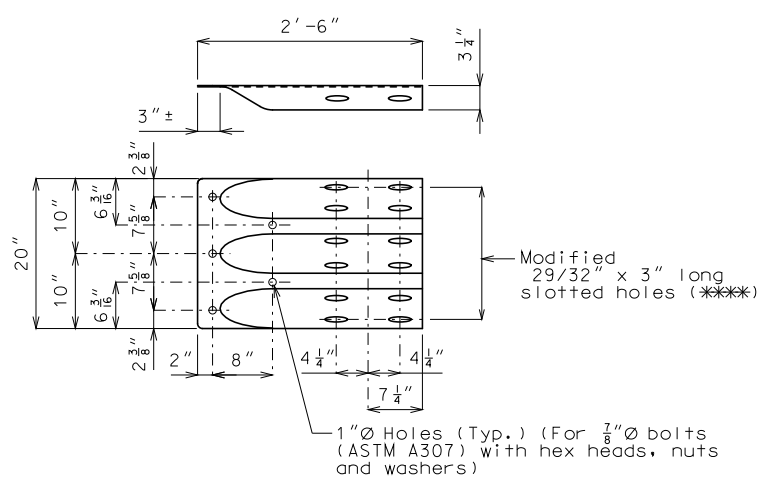 2'-6"
3 1/4"
3"±
2 3/8"
6 3/16"
10"
7 5/8"
20"
10"
7 5/8"
6 3/16"
2 3/8"
2"
8"
4 1/4"
4 1/4"
7 1/4"
Modified
29/32" x 3" long
slotted holes (****)
1"Ø Holes (Typ.) (For 7/8"Ø bolts
(ASTM A307) with hex heads, nuts
and washers)